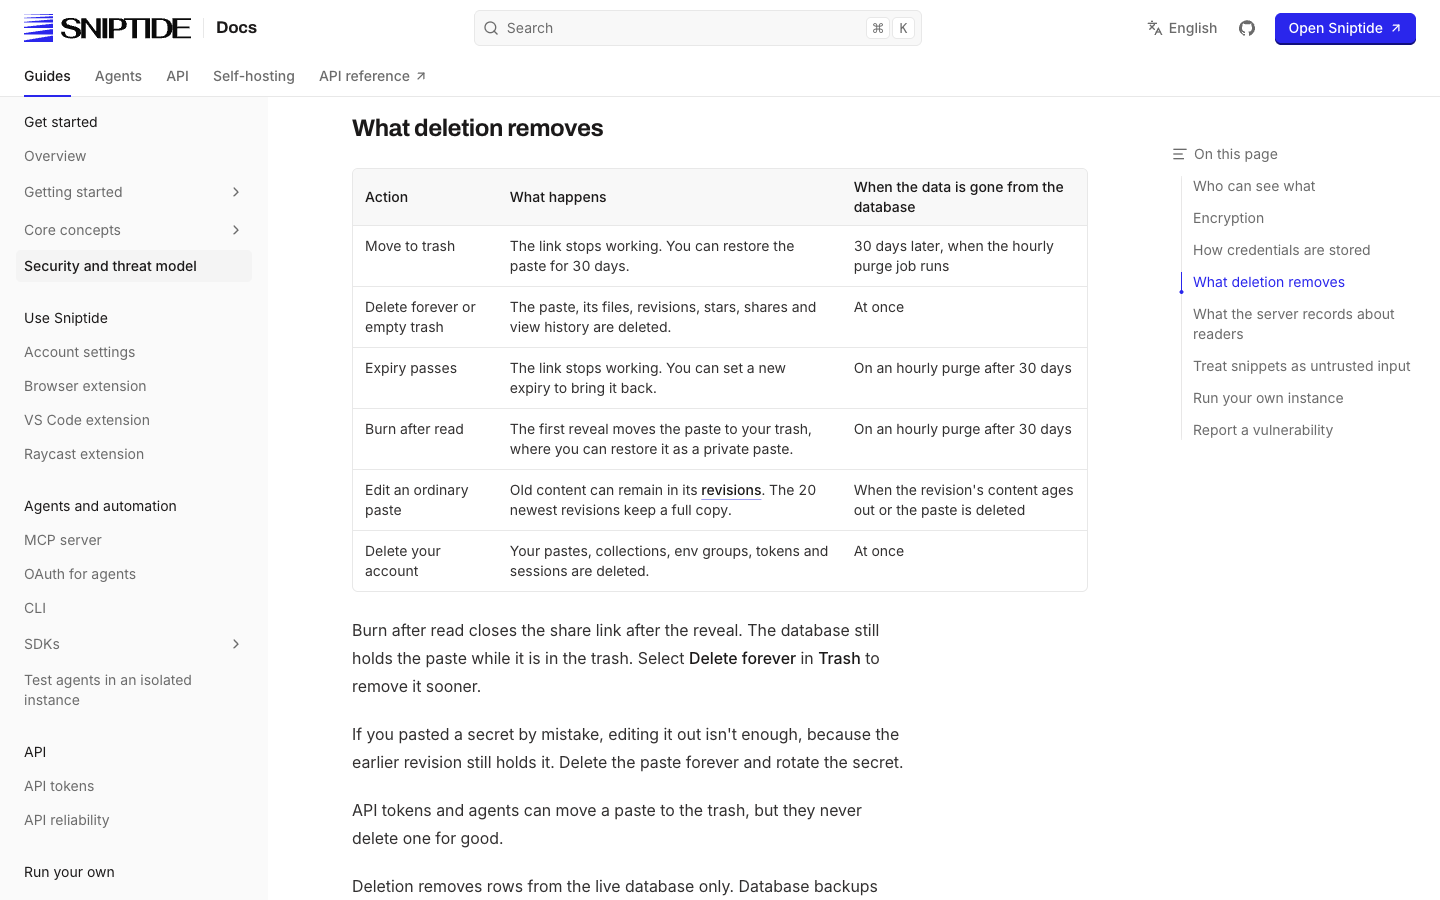 SNIPTIDE Docs
Search
⌘ K
English
Open Sniptide
Guides Agents API Self-hosting API reference
Get started
Overview
Getting started
Core concepts
Security and threat model
Use Sniptide
Account settings
Browser extension
VS Code extension
Raycast extension
Agents and automation
MCP server
OAuth for agents
CLI
SDKs
Test agents in an isolated
instance
API
API tokens
API reliability
Run your own
What deletion removes
Action
What happens
When the data is gone from the
database
Move to trash
The link stops working. You can restore the
paste for 30 days.
30 days later, when the hourly
purge job runs
Delete forever or
empty trash
The paste, its files, revisions, stars, shares and
view history are deleted.
At once
Expiry passes
The link stops working. You can set a new
expiry to bring it back.
On an hourly purge after 30 days
Burn after read
The first reveal moves the paste to your trash,
where you can restore it as a private paste.
On an hourly purge after 30 days
Edit an ordinary
paste
Old content can remain in its revisions. The 20
newest revisions keep a full copy.
When the revision's content ages
out or the paste is deleted
Delete your
account
Your pastes, collections, env groups, tokens and
sessions are deleted.
At once
Burn after read closes the share link after the reveal. The database still
holds the paste while it is in the trash. Select Delete forever in Trash to
remove it sooner.
If you pasted a secret by mistake, editing it out isn't enough, because the
earlier revision still holds it. Delete the paste forever and rotate the secret.
API tokens and agents can move a paste to the trash, but they never
delete one for good.
Deletion removes rows from the live database only. Database backups
On this page
Who can see what
Encryption
How credentials are stored
What deletion removes
What the server records about
readers
Treat snippets as untrusted input
Run your own instance
Report a vulnerability